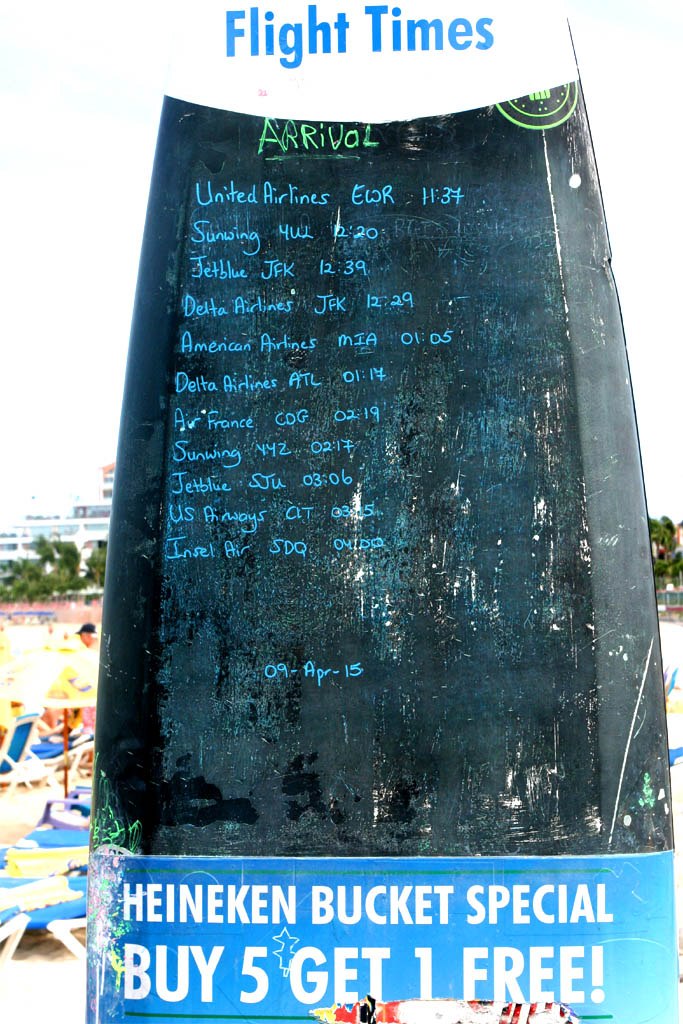 Flight Times
ARRIVaL
United Airlines EWR 11:37
Sunwing YUL 12:20
Jetblue JFK 12:39
Delta Airlines JFK 12:29
American Airlines MIA 01:05
Delta Airlines ATL 01:17
Air France CDG 02:19
Sunwing YYZ 02:17
Jetblue SJU 03:06
US Airways CLT
Insel Air SDQ 04:00
09-Apr-15
HEINEKEN BUCKET SPECIAL
BUY 5 GET 1 FREE!